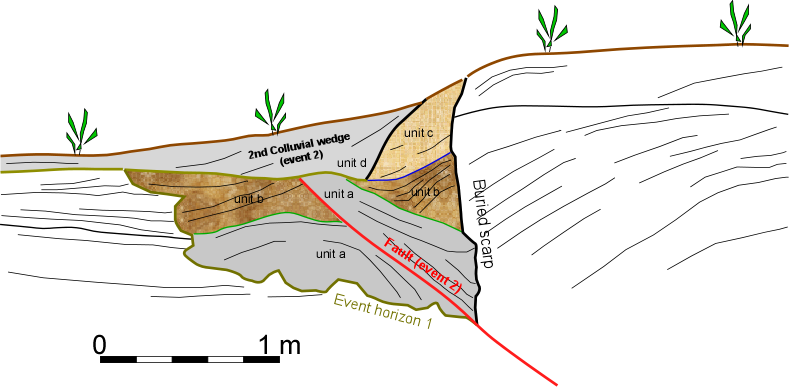 unit c
2nd Colluvial wedge
(event 2)
unit d
unit b
unit a
unit b
Buried scarp
Fault (event 2)
unit a
Event horizon 1
0
1 m